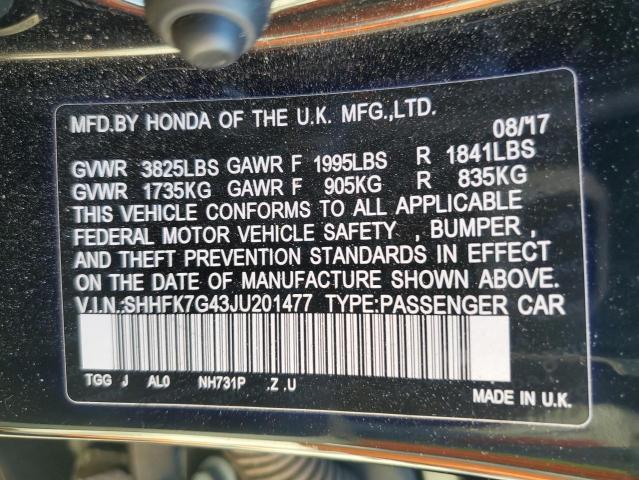 MFD.BY HONDA OF THE U.K. MFG.,LTD.
08/'17
GVWR 3825LBS GAWR F 1995LBS R 1841LBS
GVWR 1735KG GAWR F 905KG R 835KG
THIS VEHICLE CONFORMS TO ALL APPLICABLE
FEDERAL MOTOR VEHICLE SAFETY , BUMPER ,
AND THEFT PREVENTION STANDARDS IN EFFECT
ON THE DATE OF MANUFACTURE SHOWN ABOVE.
V.I.N.:SHHFK7G43JU201477 TYPE:PASSENGER CAR
TGG J AL0 NH731P .Z .U
MADE IN U.K.